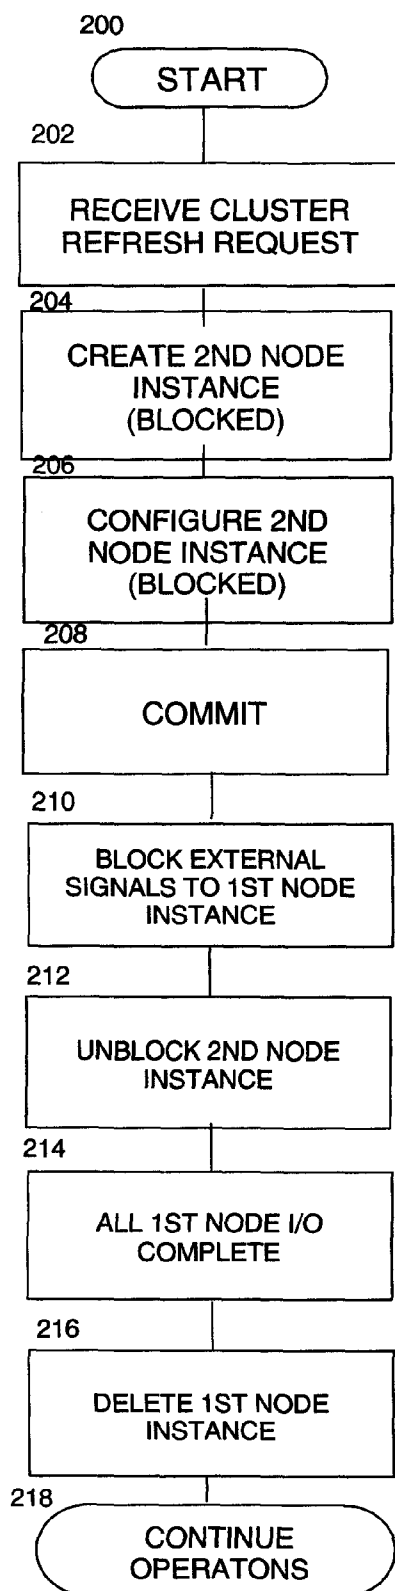 200
START
202
RECEIVE CLUSTER
REFRESH REQUEST
204
CREATE 2ND NODE
INSTANCE
(BLOCKED)
206
CONFIGURE 2ND
NODE INSTANCE
(BLOCKED)
208
COMMIT
210
BLOCK EXTERNAL
SIGNALS TO 1ST NODE
INSTANCE
212
UNBLOCK 2ND NODE
INSTANCE
214
ALL 1ST NODE I/O
COMPLETE
216
DELETE 1ST NODE
INSTANCE
218
CONTINUE
OPERATONS